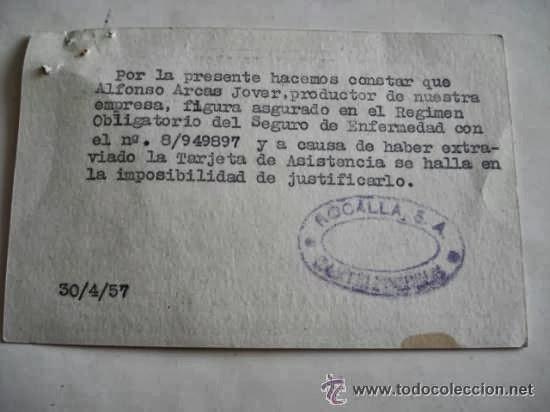 Por la presente hacemos constar que
Alfonso Arcas Jover, productor de nuestra
empresa, figura asgurado en el Regimen
Obligatorio del Seguro de Enfermedad con
el nº. 8/949897 y a causa de haber extra-
viado la Tarjeta de Asistencia se halla en
la imposibilidad de justificarlo.
ROCALLA, S. A.
30/4/57
www.todocoleccion.net